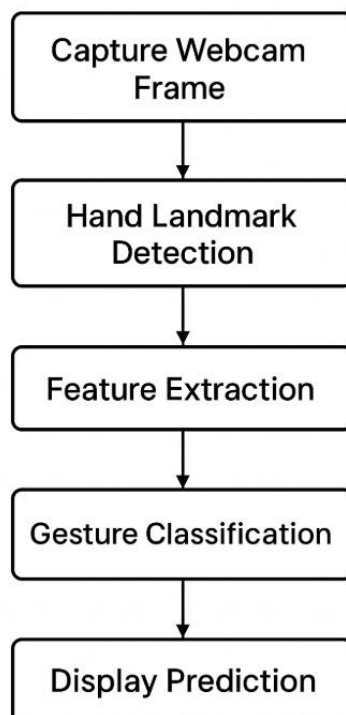 Capture Webcam
Frame
Hand Landmark
Detection
Feature Extraction
Gesture Classification
Display Prediction